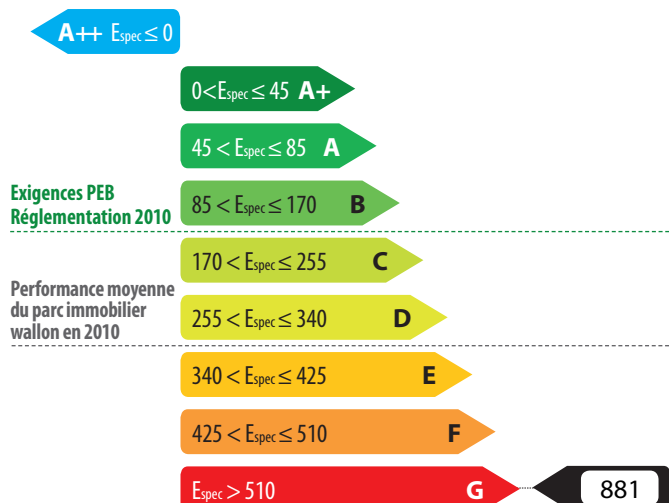 A++ Espec ≤ 0
0<Espec ≤ 45 A+
45 < Espec ≤ 85 A
Exigences PEB
Réglementation 2010
85 < Espec ≤ 170 B
170 < Espec ≤ 255 C
Performance moyenne
du parc immobilier
wallon en 2010
255 < Espec ≤ 340 D
340 < Espec ≤ 425 E
425 < Espec ≤ 510 F
Espec > 510 G 881